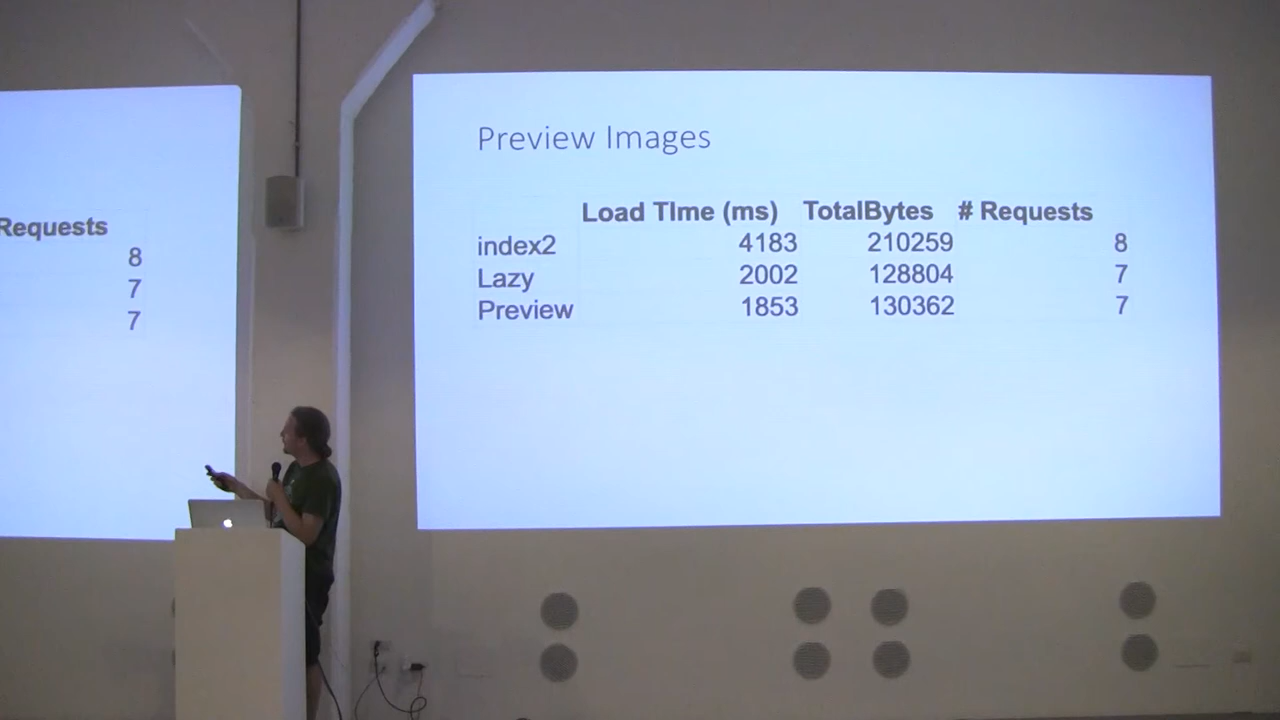 Requests
8
7
7
Preview Images
Load TIme (ms) TotalBytes # Requests
index2 4183 210259 8
Lazy 2002 128804 7
Preview 1853 130362 7